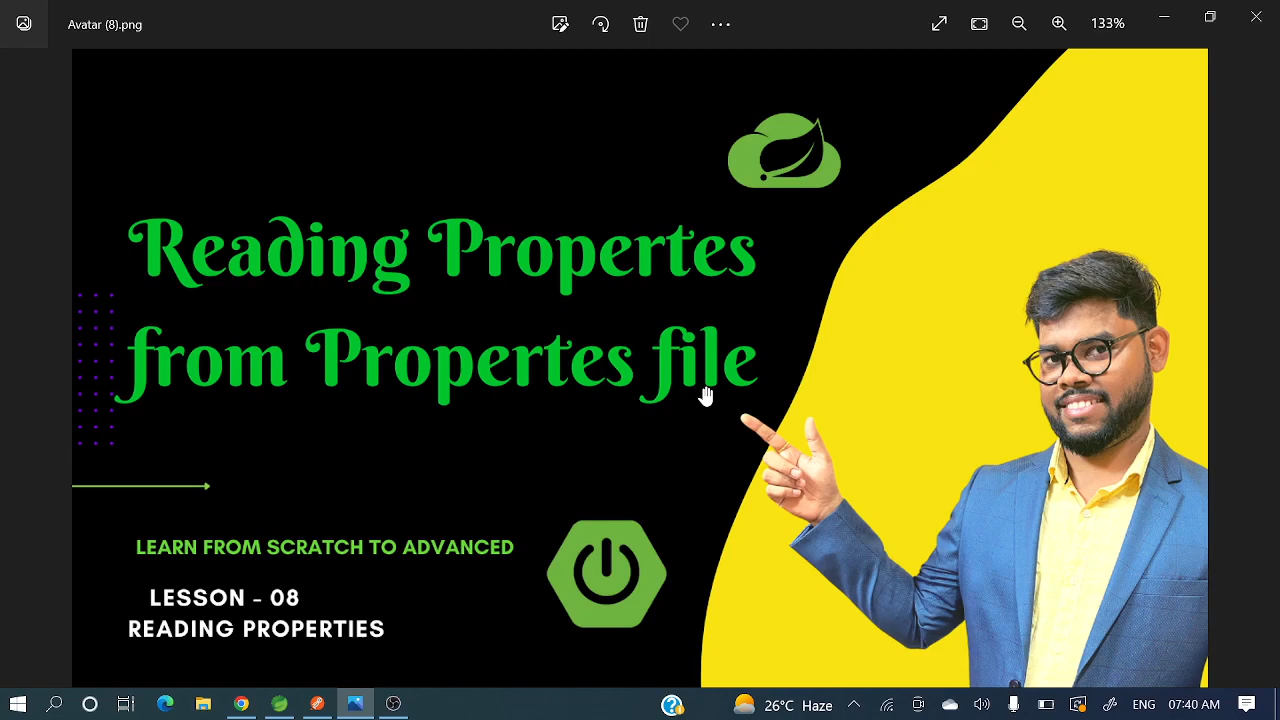 Avatar (8).png
133%
Reading Propertes
from Propertes file
LEARN FROM SCRATCH TO ADVANCED
LESSON - 08
READING PROPERTIES
26°C Haze
ENG
07:40 AM